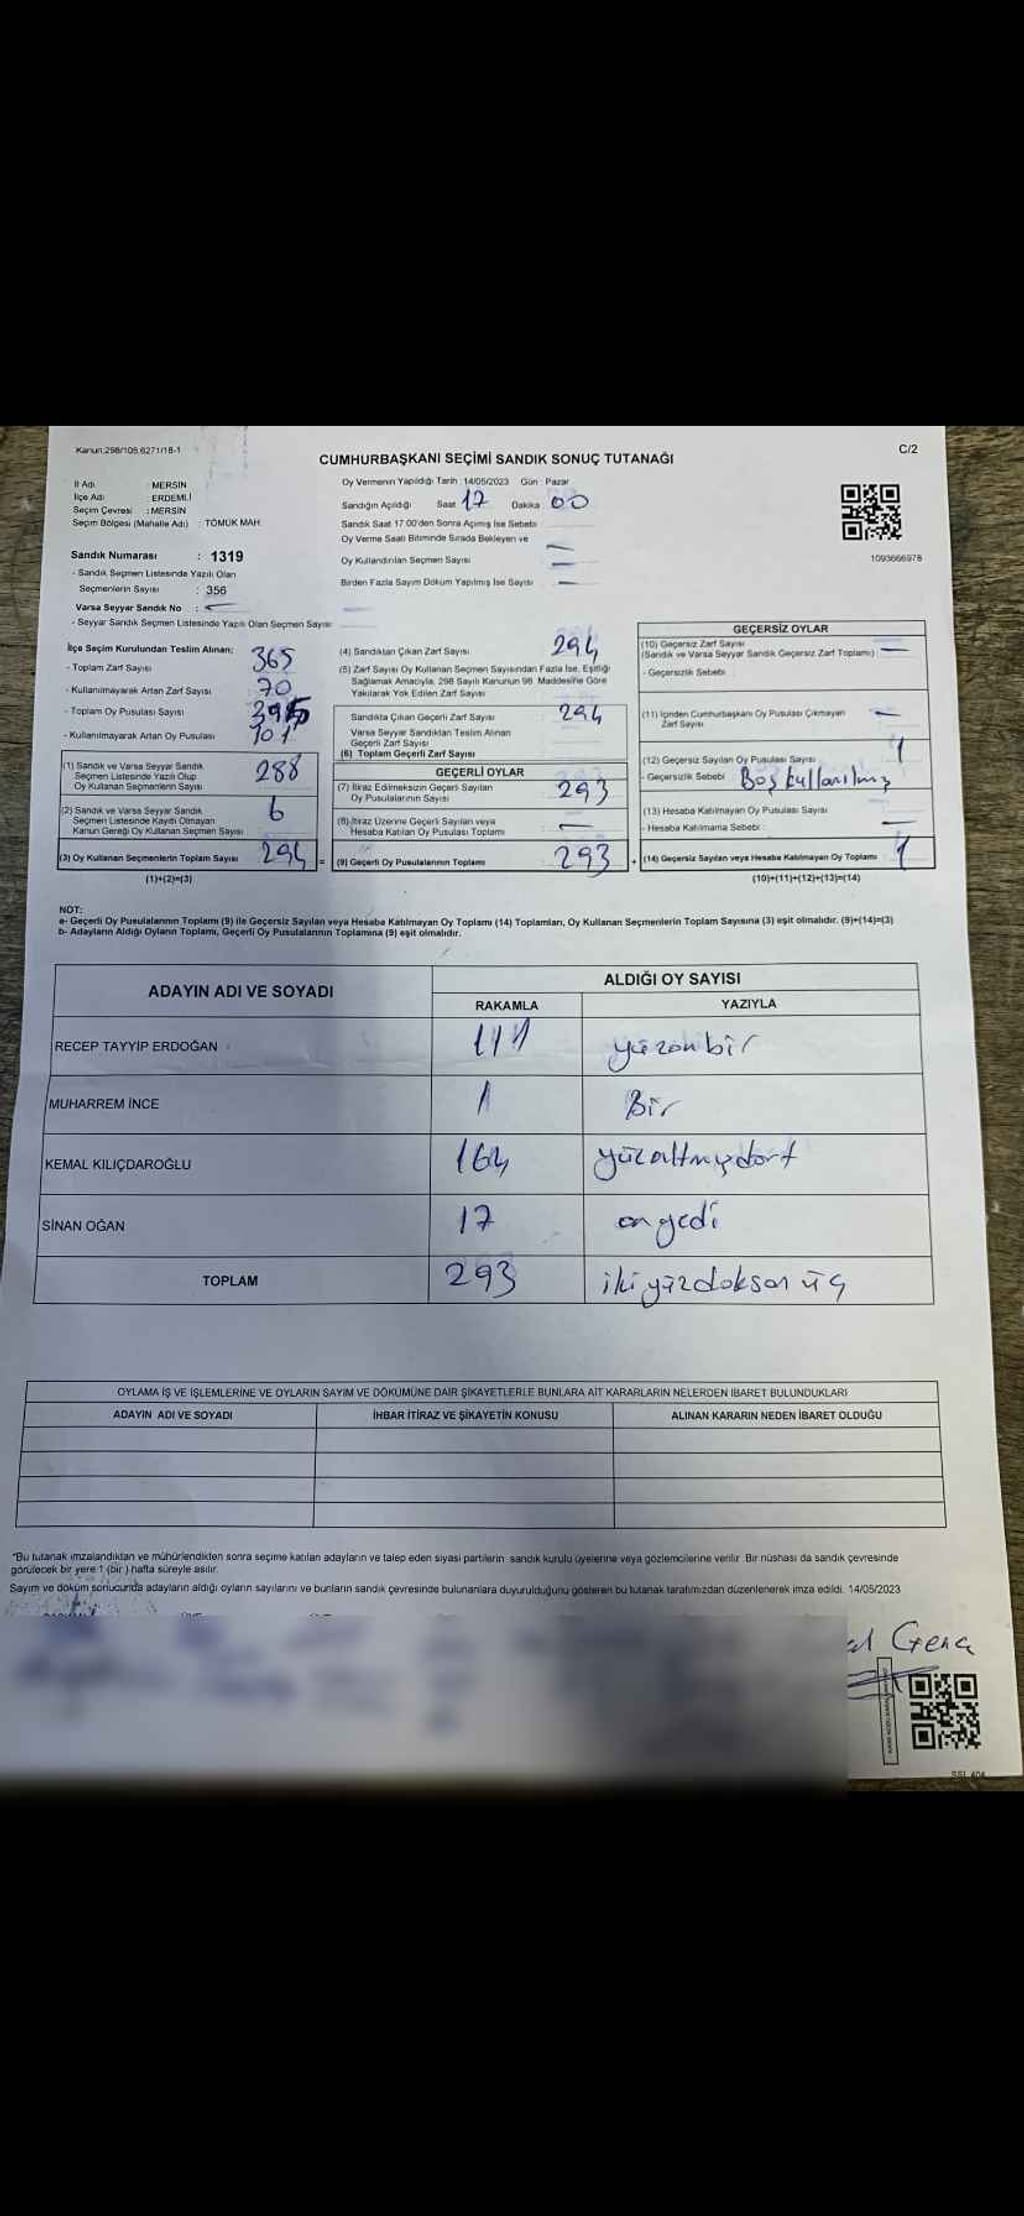 Kanun:298/105,6271/18-1
C/2
CUMHURBAŞKANI SEÇİMİ SANDIK SONUÇ TUTANAĞI
İl Adı : MERSİN
İlçe Adı : ERDEMLİ
Seçim Çevresi : MERSİN
Seçim Bölgesi (Mahalle Adı) : TÖMÜK MAH.
Sandık Numarası : 1319
- Sandık Seçmen Listesinde Yazılı Olan
Seçmenlerin Sayısı : 356
Varsa Seyyar Sandık No : –
- Seyyar Sandık Seçmen Listesinde Yazılı Olan Seçmen Sayısı
Oy Vermenin Yapıldığı Tarih : 14/05/2023 Gün : Pazar
Sandığın Açıldığı Saat 17 Dakika 00
Sandık Saat 17.00'den Sonra Açılmış İse Sebebi
Oy Verme Saati Bitiminde Sırada Bekleyen ve –
Oy Kullandırılan Seçmen Sayısı –
Birden Fazla Sayım Döküm Yapılmış İse Sayısı –
1093666978
İlçe Seçim Kurulundan Teslim Alınan:
- Toplam Zarf Sayısı 365
- Kullanılmayarak Artan Zarf Sayısı 70
- Toplam Oy Pusulası Sayısı 395
- Kullanılmayarak Artan Oy Pusulası 101
(1) Sandık ve Varsa Seyyar Sandık
Seçmen Listesinde Yazılı Olup
Oy Kullanan Seçmenlerin Sayısı 288
(2) Sandık ve Varsa Seyyar Sandık
Seçmen Listesinde Kaydı Olmayan
Kanun Gereği Oy Kullanan Seçmen Sayısı 6
(3) Oy Kullanan Seçmenlerin Toplam Sayısı 294 =
(1)+(2)=(3)
(4) Sandıktan Çıkan Zarf Sayısı 294
(5) Zarf Sayısı Oy Kullanan Seçmen Sayısından Fazla İse, Eşitliği
Sağlamak Amacıyla, 298 Sayılı Kanunun 98. Maddesine Göre
Yakılarak Yok Edilen Zarf Sayısı
Sandıkta Çıkan Geçerli Zarf Sayısı 294
Varsa Seyyar Sandıktan Teslim Alınan
Geçerli Zarf Sayısı
(6) Toplam Geçerli Zarf Sayısı
GEÇERLİ OYLAR
(7) İtiraz Edilmeksizin Geçerli Sayılan
Oy Pusulalarının Sayısı 293
(8) İtiraz Üzerine Geçerli Sayılan veya
Hesaba Katılan Oy Pusulası Toplamı –
(9) Geçerli Oy Pusulalarının Toplamı 293 +
GEÇERSİZ OYLAR
(10) Geçersiz Zarf Sayısı
(Sandık ve Varsa Seyyar Sandık Geçersiz Zarf Toplamı) –
- Geçersizlik Sebebi
(11) İçinden Cumhurbaşkanı Oy Pusulası Çıkmayan
Zarf Sayısı –
(12) Geçersiz Sayılan Oy Pusulası Sayısı 1
- Geçersizlik Sebebi Boş kullanılmış
(13) Hesaba Katılmayan Oy Pusulası Sayısı –
- Hesaba Katılmama Sebebi :
(14) Geçersiz Sayılan veya Hesaba Katılmayan Oy Toplamı 1
(10)+(11)+(12)+(13)=(14)
NOT:
a- Geçerli Oy Pusulalarının Toplamı (9) ile Geçersiz Sayılan veya Hesaba Katılmayan Oy Toplamı (14) Toplamları, Oy Kullanan Seçmenlerin Toplam Sayısına (3) eşit olmalıdır. (9)+(14)=(3)
b- Adayların Aldığı Oyların Toplamı, Geçerli Oy Pusulalarının Toplamına (9) eşit olmalıdır.
ADAYIN ADI VE SOYADI ALDIĞI OY SAYISI
RAKAMLA YAZIYLA
RECEP TAYYIP ERDOĞAN 111 yüzonbir
MUHARREM İNCE 1 Bir
KEMAL KILIÇDAROĞLU 164 yüzaltmışdört
SİNAN OĞAN 17 onyedi
TOPLAM 293 ikiyüzdoksan üç
OYLAMA İŞ VE İŞLEMLERİNE VE OYLARIN SAYIM VE DÖKÜMÜNE DAİR ŞİKAYETLERLE BUNLARA AİT KARARLARIN NELERDEN İBARET BULUNDUKLARI
ADAYIN ADI VE SOYADI İHBAR İTİRAZ VE ŞİKAYETİN KONUSU ALINAN KARARIN NEDEN İBARET OLDUĞU
*Bu tutanak imzalandıktan ve mühürlendikten sonra seçime katılan adayların ve talep eden siyasi partilerin sandık kurulu üyelerine veya gözlemcilerine verilir. Bir nüshası da sandık çevresinde
görülecek bir yere 1 (bir ) hafta süreyle asılır.
Sayım ve döküm sonucunda adayların aldığı oyların sayılarını ve bunların sandık çevresinde bulunanlara duyurulduğunu gösteren bu tutanak tarafımızdan düzenlenerek imza edildi. 14/05/2023
Genç